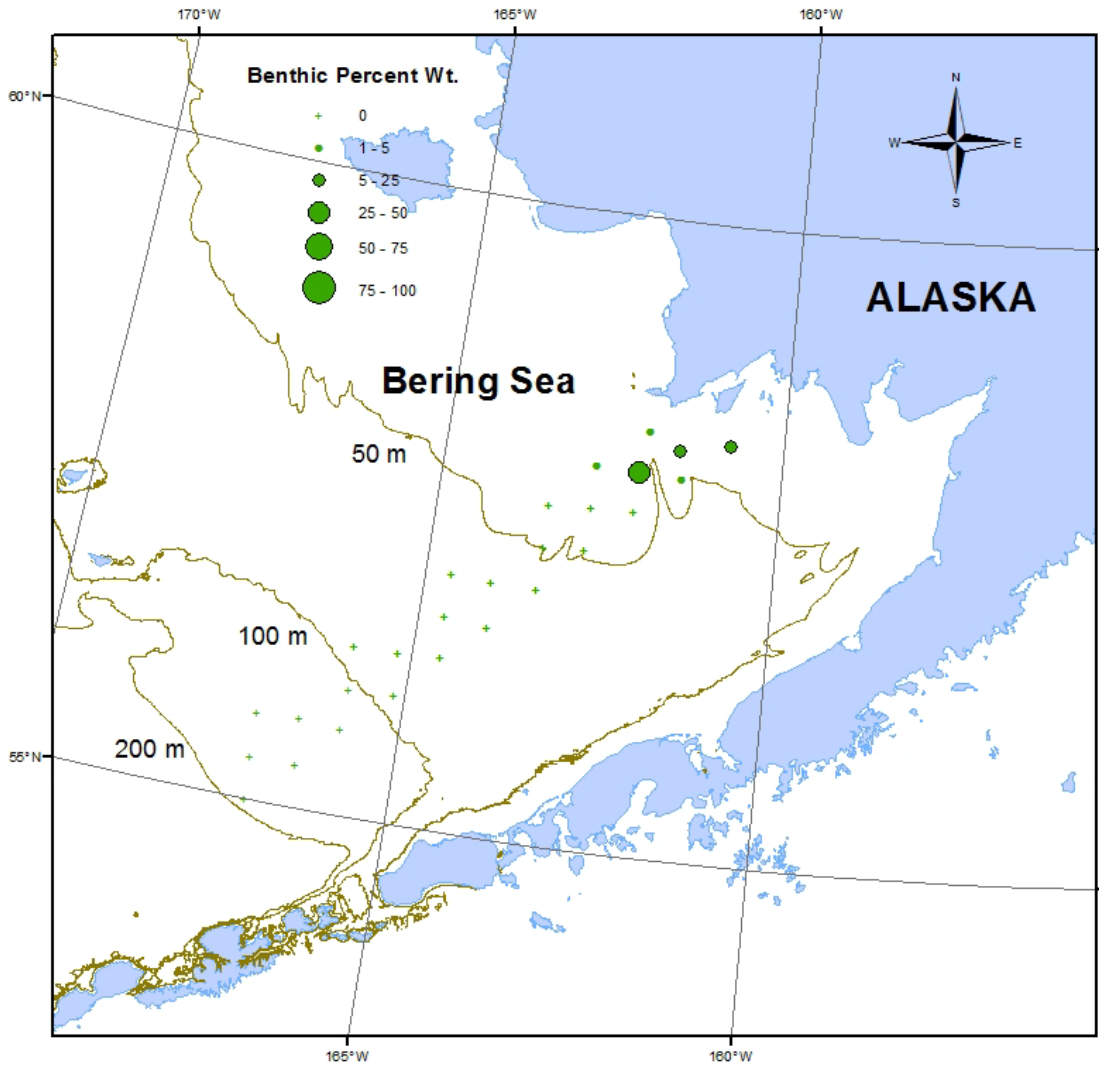 170°W
165°W
160°W
60°N
Benthic Percent Wt.
0
1 - 5
5 - 25
25 - 50
50 - 75
75 - 100
N
W
E
S
ALASKA
Bering Sea
50 m
100 m
200 m
55°N
165°W
160°W